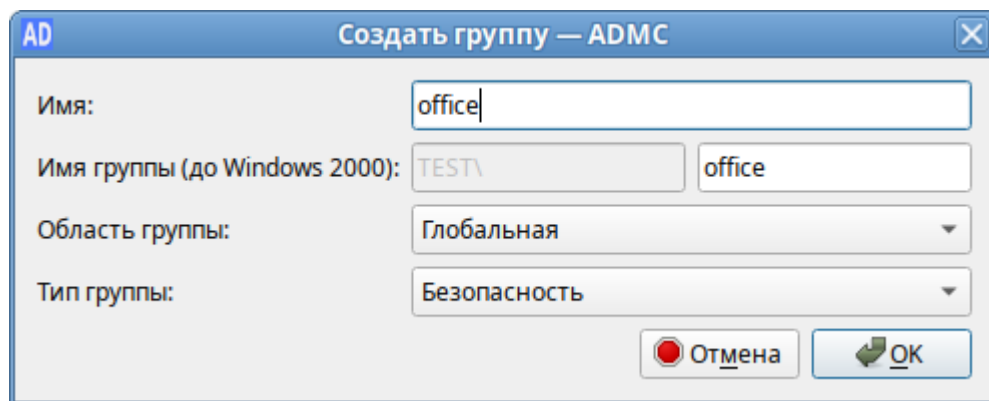 AD Создать группу — ADMC
Имя: office
Имя группы (до Windows 2000): TEST\ office
Область группы: Глобальная
Тип группы: Безопасность
Отмена OK